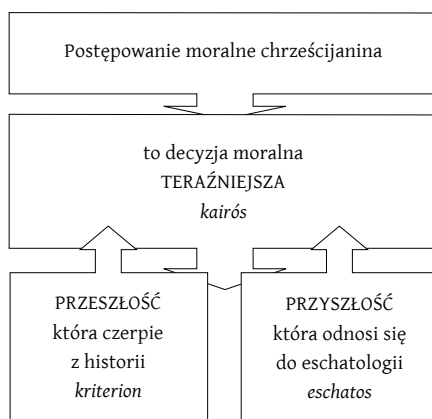 Postępowanie moralne chrześcijanina
to decyzja moralna
TERAŹNIEJSZA
kairós
PRZESZŁOŚĆ
która czerpie
z historii
kriterion
PRZYSZŁOŚĆ
która odnosi się
do eschatologii
eschatos